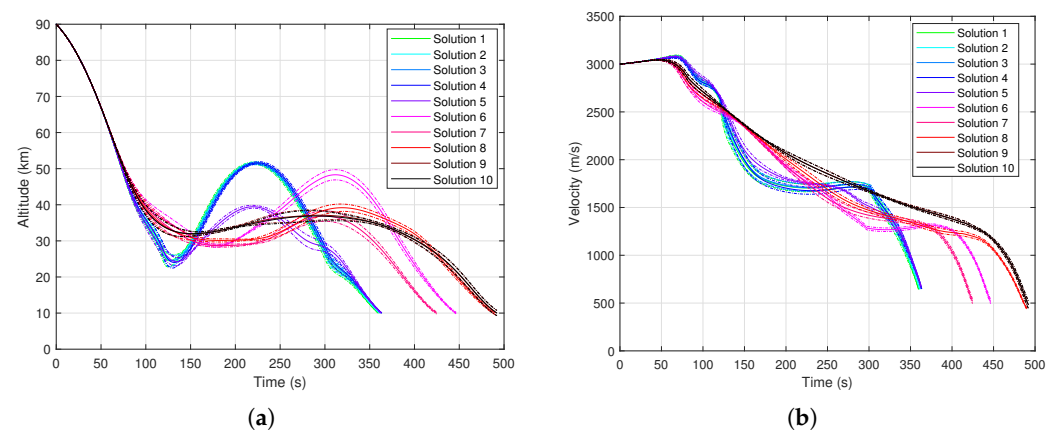 90
80
70
60
50
40
30
20
10
0
Altitude (km)
0 50 100 150 200 250 300 350 400 450 500
Time (s)
Solution 1
Solution 2
Solution 3
Solution 4
Solution 5
Solution 6
Solution 7
Solution 8
Solution 9
Solution 10
(a)
3500
3000
2500
2000
1500
1000
500
0
Velocity (m/s)
0 50 100 150 200 250 300 350 400 450 500
Time (s)
Solution 1
Solution 2
Solution 3
Solution 4
Solution 5
Solution 6
Solution 7
Solution 8
Solution 9
Solution 10
(b)